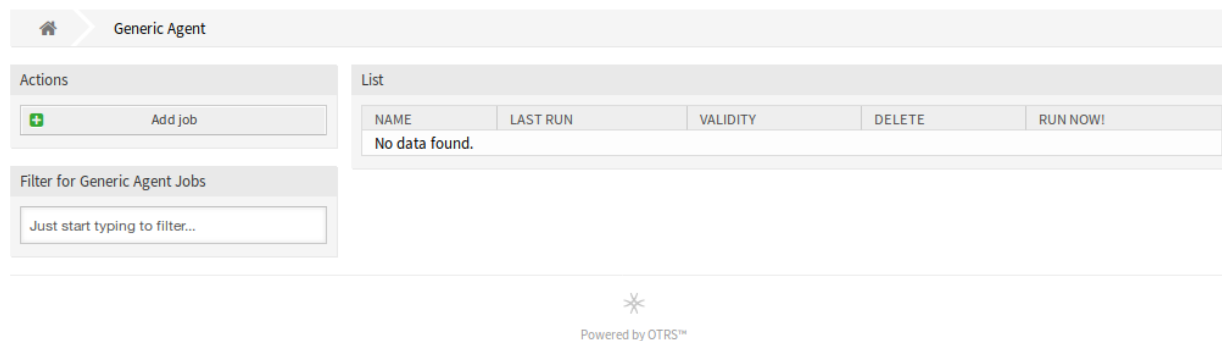 Generic Agent
Actions
Add job
Filter for Generic Agent Jobs
Just start typing to filter...
List
NAME LAST RUN VALIDITY DELETE RUN NOW!
No data found.
Powered by OTRS™